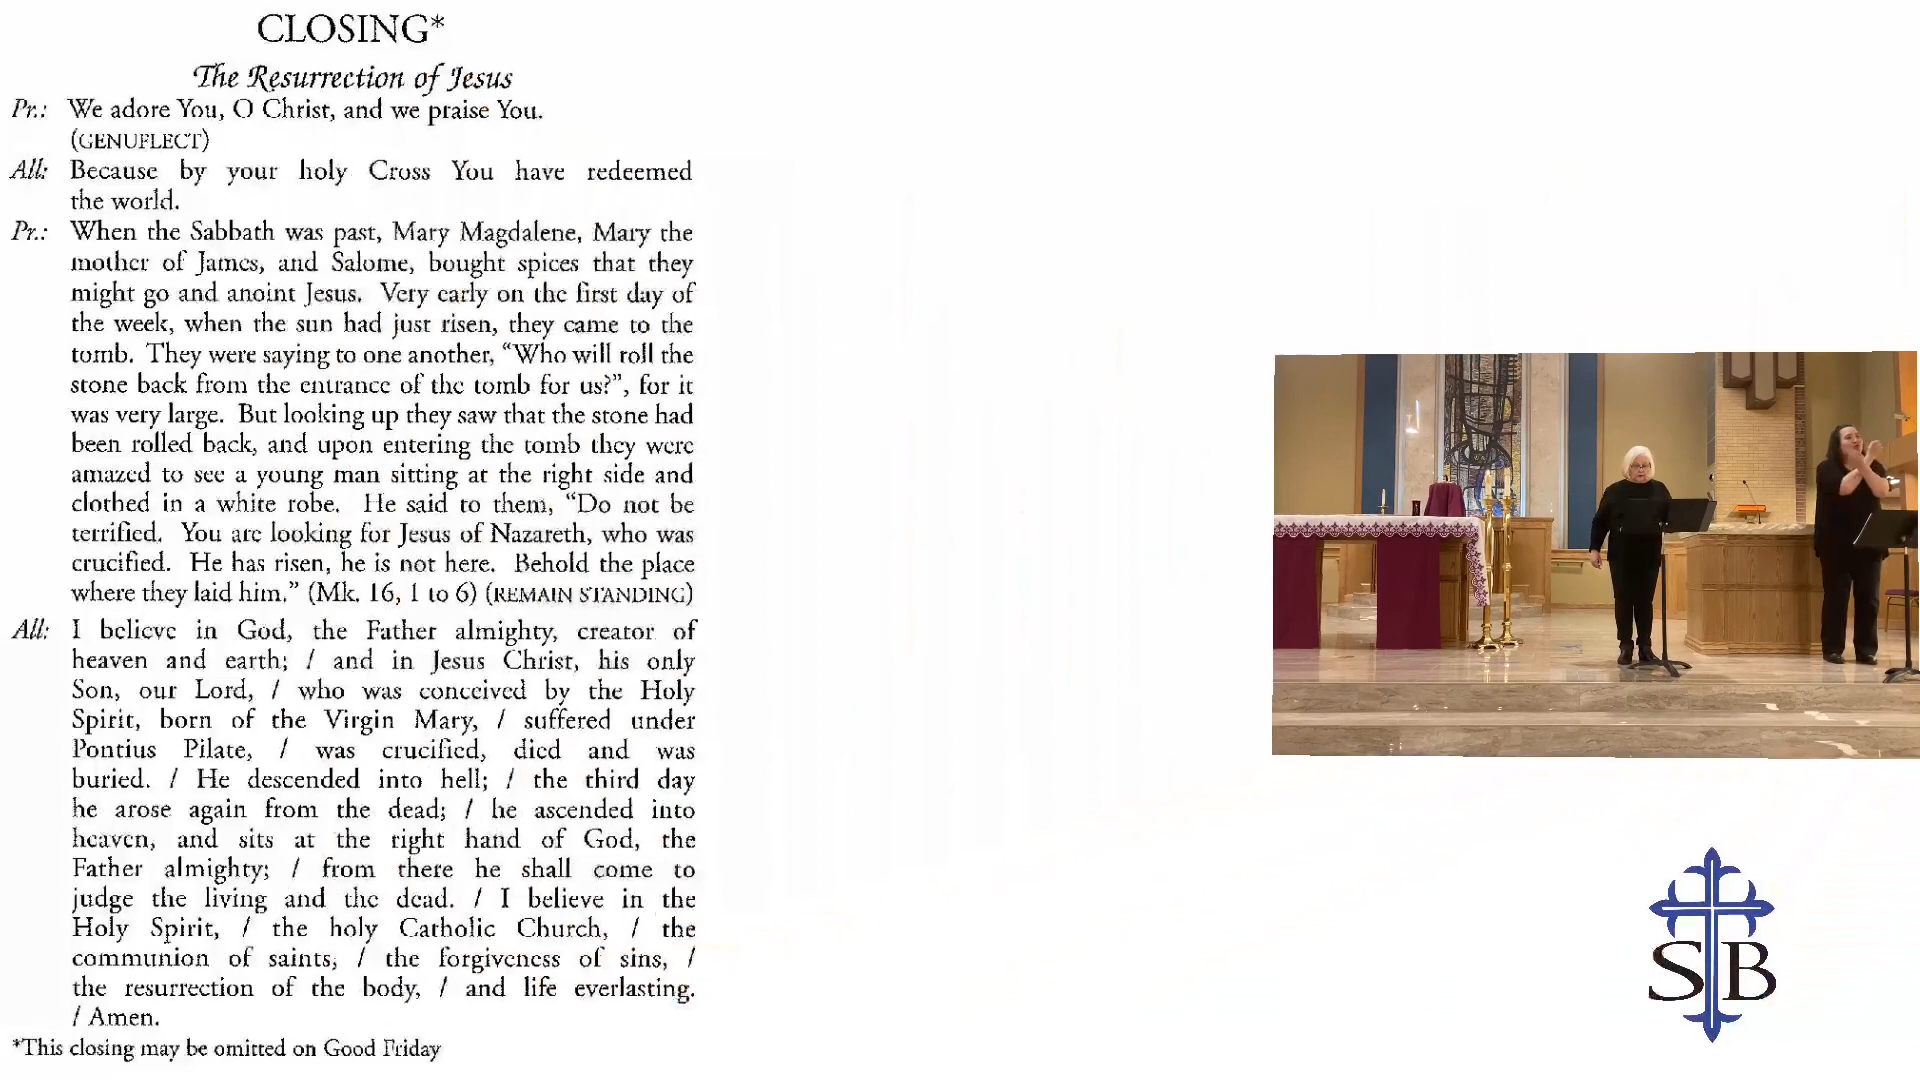 CLOSING*
The Resurrection of Jesus
Pr.: We adore You, O Christ, and we praise You.
(GENUFLECT)
All: Because by your holy Cross You have redeemed
the world.
Pr.: When the Sabbath was past, Mary Magdalene, Mary the
mother of James, and Salome, bought spices that they
might go and anoint Jesus. Very early on the first day of
the week, when the sun had just risen, they came to the
tomb. They were saying to one another, “Who will roll the
stone back from the entrance of the tomb for us?”, for it
was very large. But looking up they saw that the stone had
been rolled back, and upon entering the tomb they were
amazed to see a young man sitting at the right side and
clothed in a white robe. He said to them, “Do not be
terrified. You are looking for Jesus of Nazareth, who was
crucified. He has risen, he is not here. Behold the place
where they laid him.” (Mk. 16, 1 to 6) (REMAIN STANDING)
All: I believe in God, the Father almighty, creator of
heaven and earth; / and in Jesus Christ, his only
Son, our Lord, / who was conceived by the Holy
Spirit, born of the Virgin Mary, / suffered under
Pontius Pilate, / was crucified, died and was
buried. / He descended into hell; / the third day
he arose again from the dead; / he ascended into
heaven, and sits at the right hand of God, the
Father almighty; / from there he shall come to
judge the living and the dead. / I believe in the
Holy Spirit, / the holy Catholic Church, / the
communion of saints, / the forgiveness of sins, /
the resurrection of the body, / and life everlasting.
/ Amen.
*This closing may be omitted on Good Friday
SB